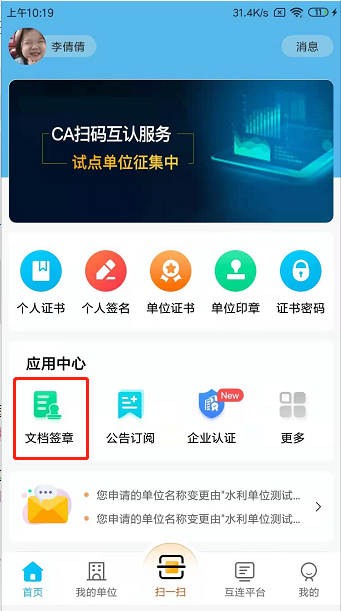 上午10:19
31.4K/s
11
李倩倩
消息
CA扫码互认服务
试点单位征集中
个人证书
个人签名
单位证书
单位印章
证书密码
应用中心
New
文档签章
公告订阅
企业认证
更多
您申请的单位名称变更由"水利单位测试...
您申请的单位名称变更由"水利单位测试...
首页
我的单位
扫一扫
互连平台
我的